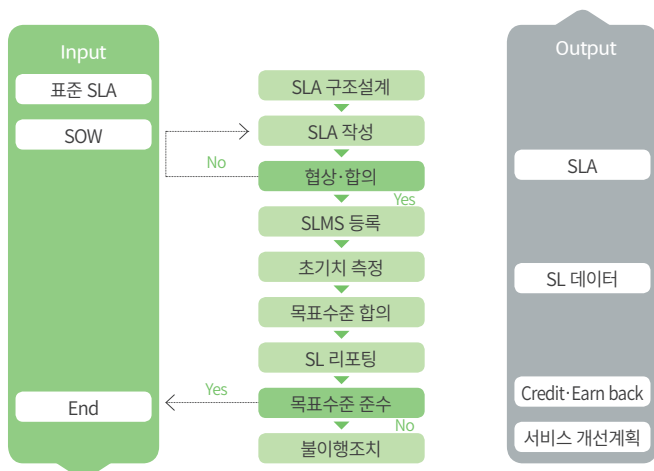 Input
표준 SLA
SOW
End
SLA 구조설계
SLA 작성
No
협상·합의
Yes
SLMS 등록
초기치 측정
목표수준 합의
SL 리포팅
Yes
목표수준 준수
No
불이행조치
Output
SLA
SL 데이터
Credit·Earn back
서비스 개선계획